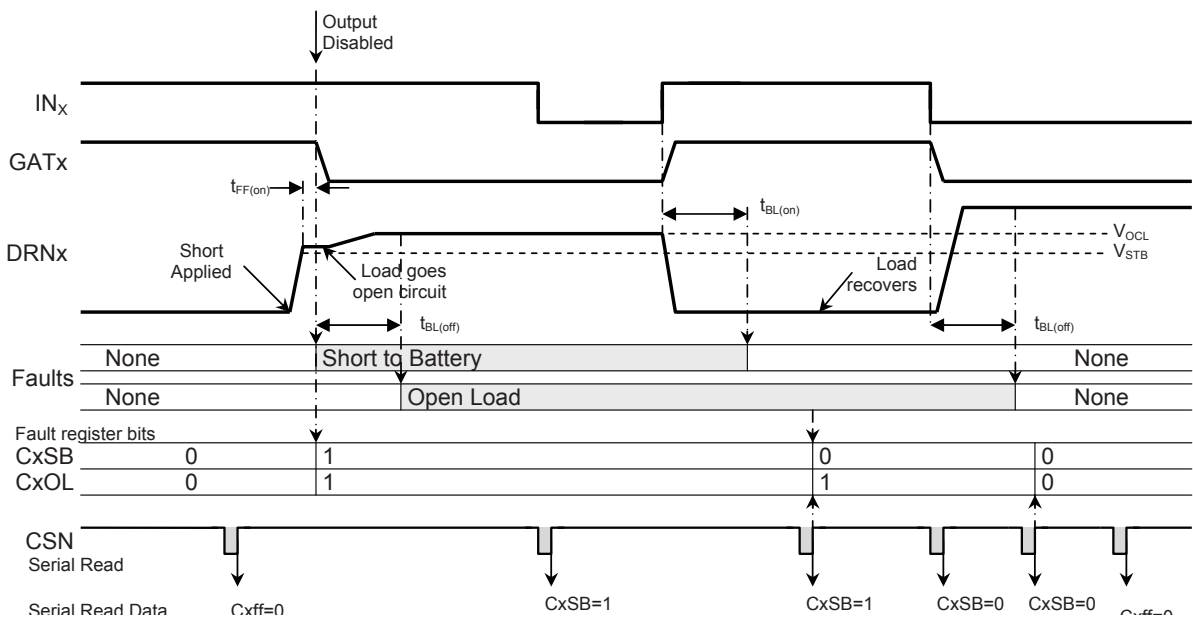 Output
Disabled
INX
GATx
tFF(on)
tBL(on)
VOCL
VSTB
DRNx
Short
Applied
Load goes
open circuit
Load
recovers
tBL(off)
tBL(off)
Faults
None
Short to Battery
None
None
Open Load
None
Fault register bits
CxSB 0 1 0 0
CxOL 0 1 1 0
CSN
Serial Read
Serial Read Data
Cxff=0
CxSB=1
CxSB=1
CxSB=0
CxSB=0
Cxff=0